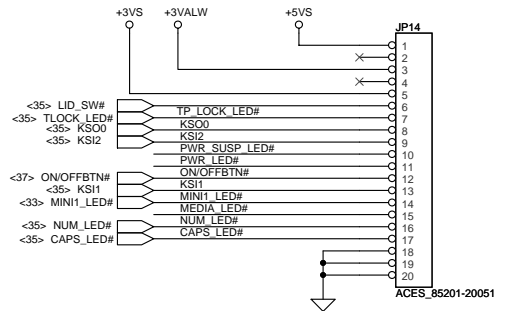 +3VS +3VALW +5VS
JP14
1
2
3
4
5
<35> LID_SW# 6
<35> TLOCK_LED# TP_LOCK_LED# 7
<35> KSO0 KSO0 8
<35> KSI2 KSI2 9
PWR_SUSP_LED# 10
PWR_LED# 11
<37> ON/OFFBTN# ON/OFFBTN# 12
<35> KSI1 KSI1 13
<33> MINI1_LED# MINI1_LED# 14
MEDIA_LED# 15
<35> NUM_LED# NUM_LED# 16
<35> CAPS_LED# CAPS_LED# 17
18
19
20
ACES_85201-20051